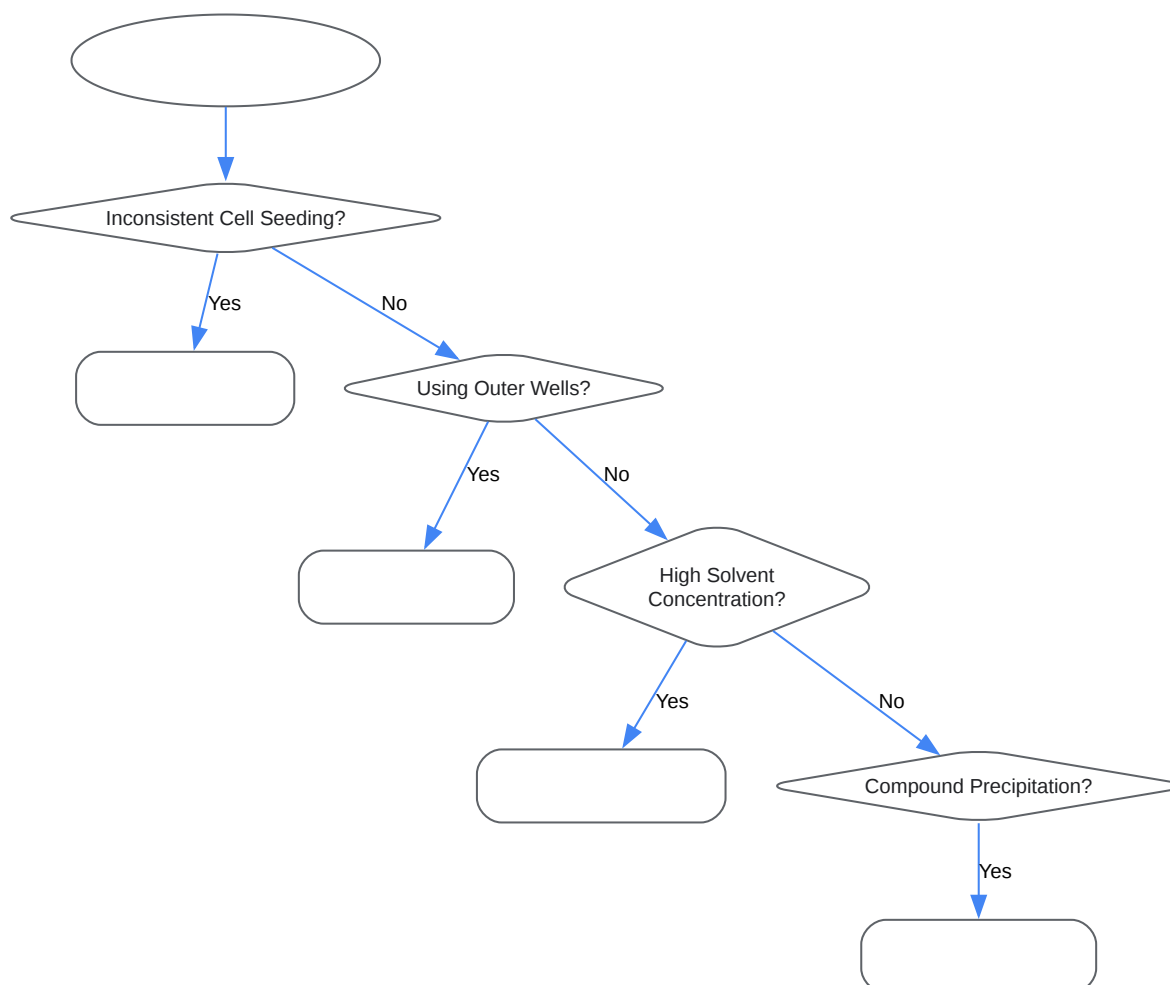 Inconsistent Cell Seeding?
Yes
No
Using Outer Wells?
Yes
No
High Solvent
Concentration?
Yes
No
Compound Precipitation?
Yes